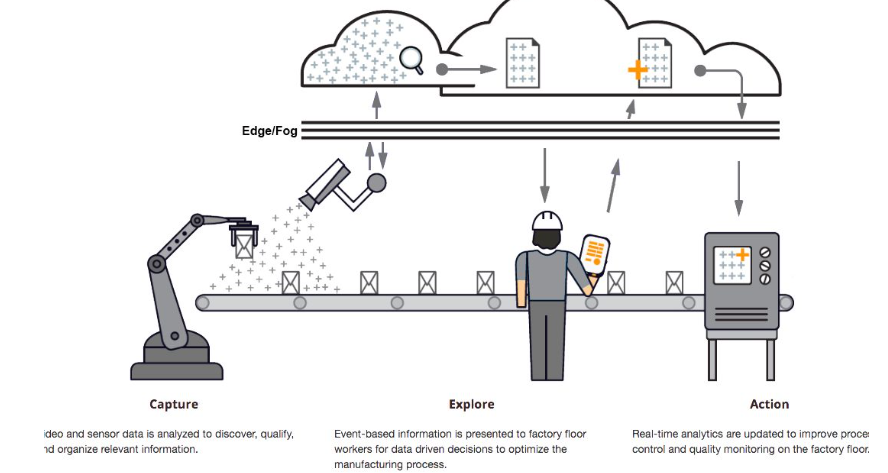 Edge/Fog
Capture
ideo and sensor data is analyzed to discover, qualify,
nd organize relevant information.
Explore
Event-based information is presented to factory floor
workers for data driven decisions to optimize the
manufacturing process.
Action
Real-time analytics are updated to improve proce
control and quality monitoring on the factory floor.